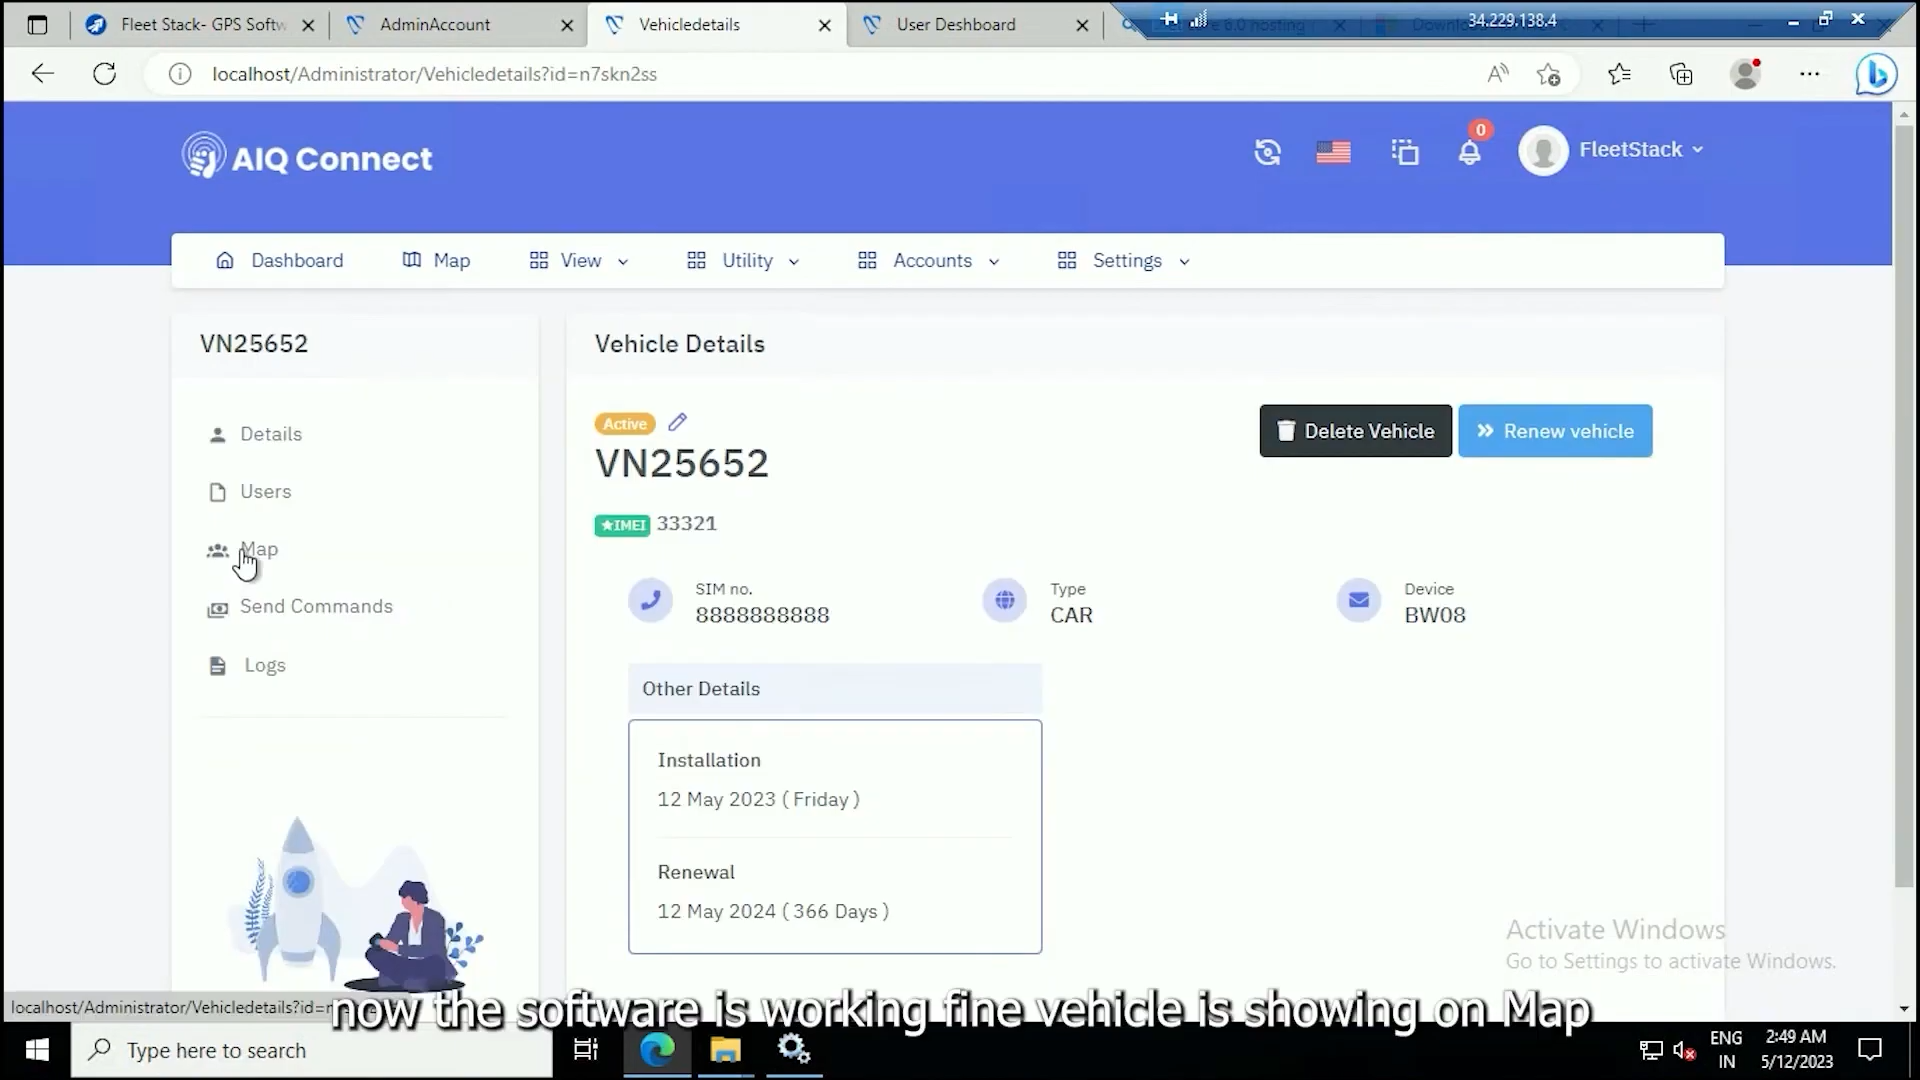 Fleet Stack- GPS Softw
AdminAccount
Vehicledetails
User Deshboard
34.229.138.4
localhost/Administrator/Vehicledetails?id=n7skn2ss
AIQ Connect
0
FleetStack
Dashboard
Map
View
Utility
Accounts
Settings
VN25652
Details
Users
Map
Send Commands
Logs
Vehicle Details
Active
VN25652
Delete Vehicle
Renew vehicle
★IMEI 33321
SIM no.
8888888888
Type
CAR
Device
BW08
Other Details
Installation
12 May 2023 ( Friday )
Renewal
12 May 2024 ( 366 Days )
Activate Windows
Go to Settings to activate Windows.
localhost/Administrator/Vehicledetails?id=n
now the software is working fine vehicle is showing on Map
Type here to search
ENG
IN
2:49 AM
5/12/2023